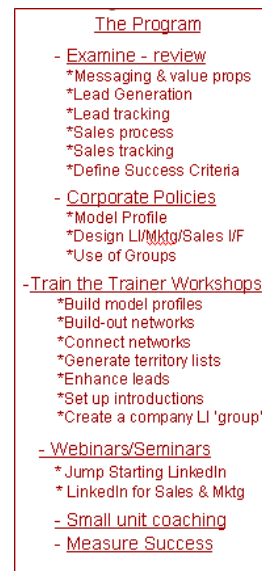 The Program
- Examine - review
*Messaging & value props
*Lead Generation
*Lead tracking
*Sales process
*Sales tracking
*Define Success Criteria
- Corporate Policies
*Model Profile
*Design LI/Mktg/Sales I/F
*Use of Groups
-Train the Trainer Workshops
*Build model profiles
*Build-out networks
*Connect networks
*Generate territory lists
*Enhance leads
*Set up introductions
*Create a company LI 'group'
- Webinars/Seminars
* Jump Starting LinkedIn
* LinkedIn for Sales & Mktg
- Small unit coaching
- Measure Success